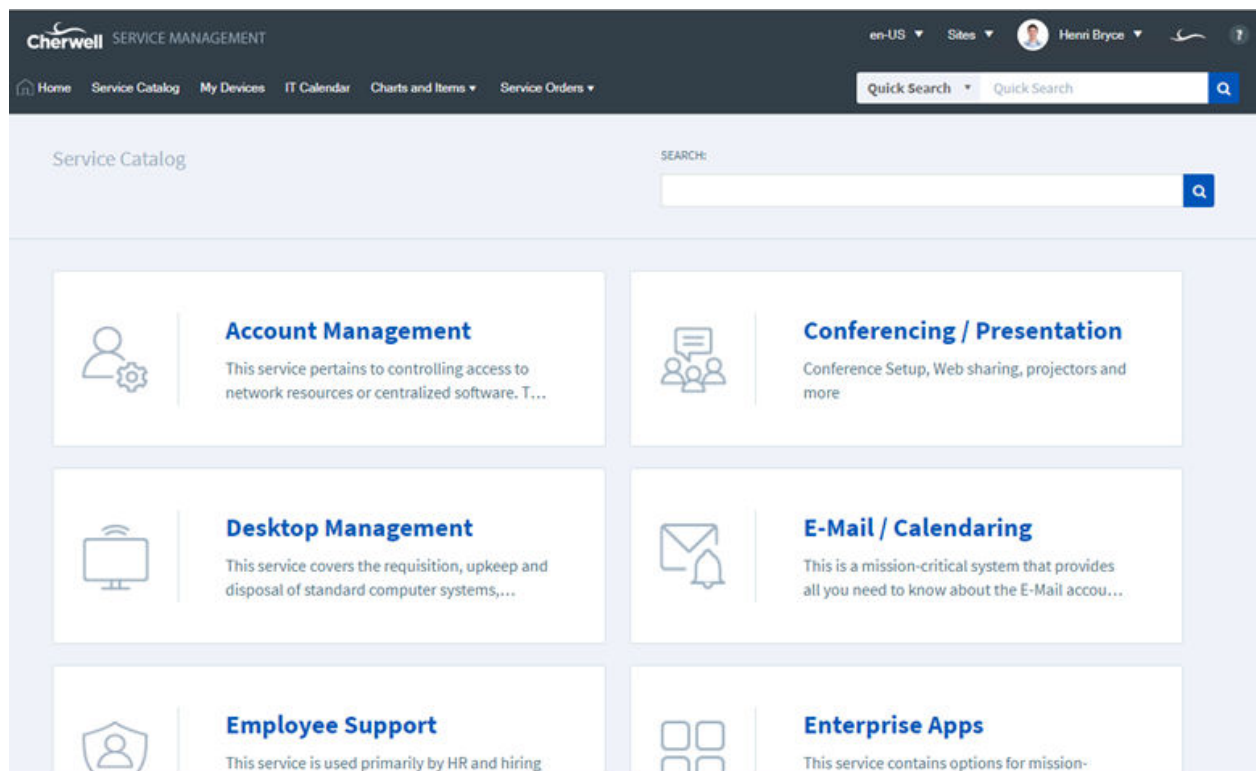 Cherwell SERVICE MANAGEMENT
en-US Sites Henri Bryce ?
Home Service Catalog My Devices IT Calendar Charts and Items Service Orders
Quick Search Quick Search
Service Catalog
SEARCH:
Account Management
This service pertains to controlling access to
network resources or centralized software. T...
Conferencing / Presentation
Conference Setup, Web sharing, projectors and
more
Desktop Management
This service covers the requisition, upkeep and
disposal of standard computer systems,...
E-Mail / Calendaring
This is a mission-critical system that provides
all you need to know about the E-Mail accou...
Employee Support
This service is used primarily by HR and hiring
Enterprise Apps
This service contains options for mission-